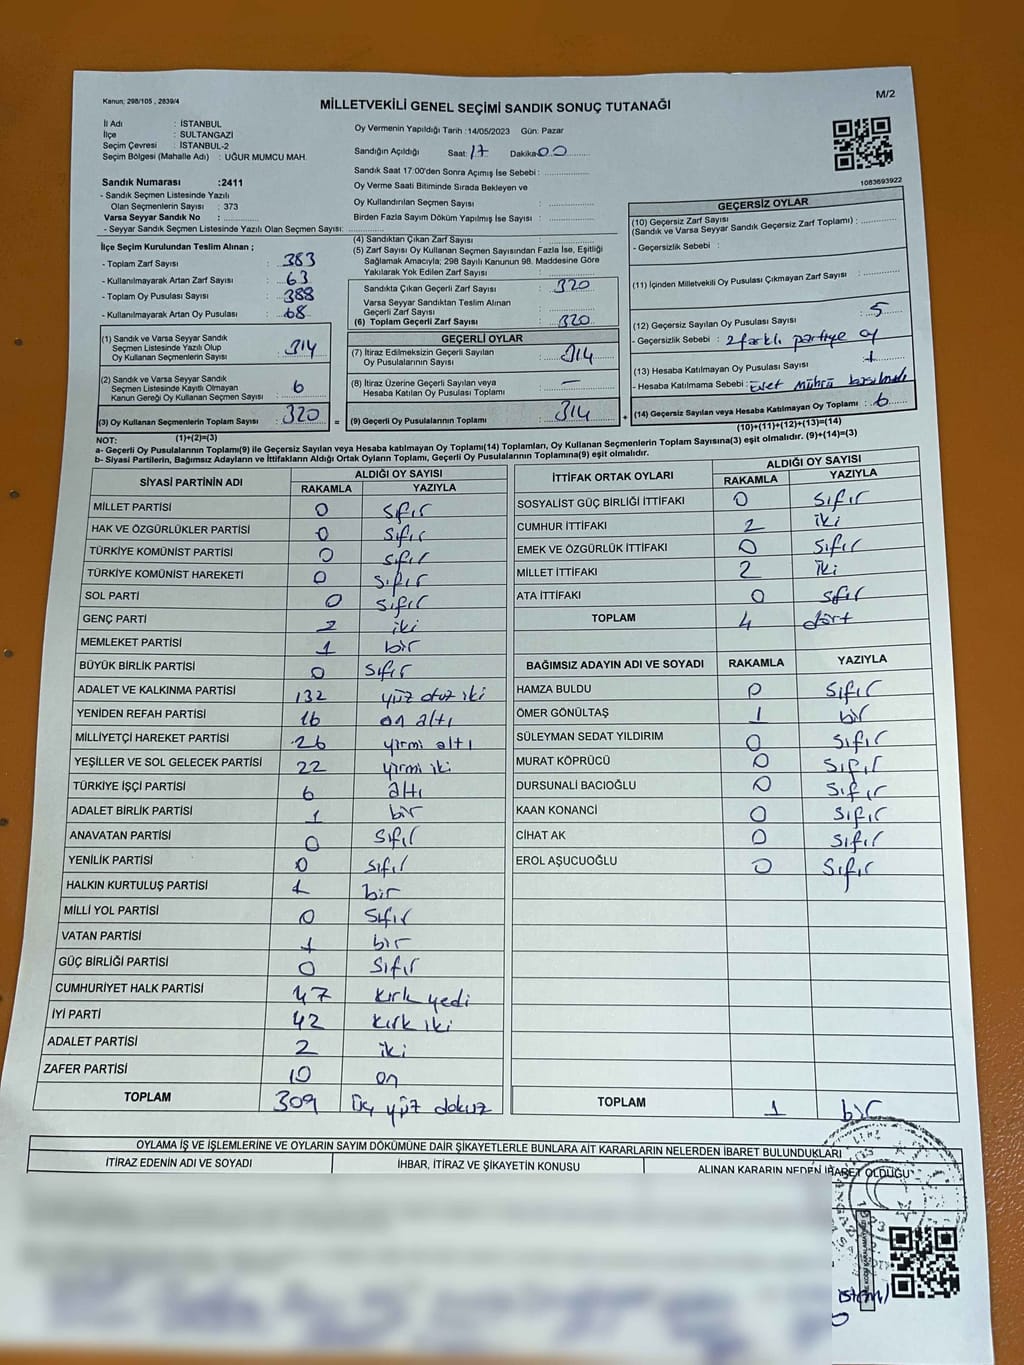 Kanun; 298/105 , 2839/4
M/2
MİLLETVEKİLİ GENEL SEÇİMİ SANDIK SONUÇ TUTANAĞI
İl Adı : İSTANBUL
İlçe : SULTANGAZİ
Seçim Çevresi : İSTANBUL-2
Seçim Bölgesi (Mahalle Adı) : UĞUR MUMCU MAH.
Sandık Numarası :2411
- Sandık Seçmen Listesinde Yazılı
Olan Seçmenlerin Sayısı : 373
Varsa Seyyar Sandık No :
- Seyyar Sandık Seçmen Listesinde Yazılı Olan Seçmen Sayısı:
Oy Vermenin Yapıldığı Tarih :14/05/2023 Gün: Pazar
Sandığın Açıldığı Saat: 17 Dakika 00
Sandık Saat 17:00'den Sonra Açımış İse Sebebi :
Oy Verme Saati Bitiminde Sırada Bekleyen ve
Oy Kullandırılan Seçmen Sayısı :
Birden Fazla Sayım Döküm Yapılmış İse Sayısı :
1083693922
İlçe Seçim Kurulundan Teslim Alınan ;
- Toplam Zarf Sayısı : 383
- Kullanılmayarak Artan Zarf Sayısı : 63
- Toplam Oy Pusulası Sayısı : 388
- Kullanılmayarak Artan Oy Pusulası : 68
(1) Sandık ve Varsa Seyyar Sandık
Seçmen Listesinde Yazılı Olup
Oy Kullanan Seçmenlerin Sayısı : 314
(2) Sandık ve Varsa Seyyar Sandık
Seçmen Listesinde Kayıtlı Olmayan
Kanun Gereği Oy Kullanan Seçmen Sayısı : 6
(3) Oy Kullanan Seçmenlerin Toplam Sayısı : 320
(1)+(2)=(3)
(4) Sandıktan Çıkan Zarf Sayısı :
(5) Zarf Sayısı Oy Kullanan Seçmen Sayısından Fazla İse, Eşitliği
Sağlamak Amacıyla; 298 Sayılı Kanunun 98. Maddesine Göre
Yakılarak Yok Edilen Zarf Sayısı :
Sandıkta Çıkan Geçerli Zarf Sayısı : 320
Varsa Seyyar Sandıktan Teslim Alınan
Geçerli Zarf Sayısı :
(6) Toplam Geçerli Zarf Sayısı : 320
GEÇERLİ OYLAR
(7) İtiraz Edilmeksizin Geçerli Sayılan
Oy Pusulalarının Sayısı : 314
(8) İtiraz Üzerine Geçerli Sayılan veya
Hesaba Katılan Oy Pusulası Toplamı : —
= (9) Geçerli Oy Pusulalarının Toplamı : 314 +
GEÇERSİZ OYLAR
(10) Geçersiz Zarf Sayısı
(Sandık ve Varsa Seyyar Sandık Geçersiz Zarf Toplamı) :
- Geçersizlik Sebebi :
(11) İçinden Milletvekili Oy Pusulası Çıkmayan Zarf Sayısı :
(12) Geçersiz Sayılan Oy Pusulası Sayısı : 5
- Geçersizlik Sebebi : 2 farklı partiye oy
(13) Hesaba Katılmayan Oy Pusulası Sayısı : 1
- Hesaba Katılmama Sebebi : Evet mührü basılmadı
(14) Geçersiz Sayılan veya Hesaba Katılmayan Oy Toplamı : 6
(10)+(11)+(12)+(13)=(14)
NOT:
a- Geçerli Oy Pusulalarının Toplamı(9) ile Geçersiz Sayılan veya Hesaba katılmayan Oy Toplamı(14) Toplamları, Oy Kullanan Seçmenlerin Toplam Sayısına(3) eşit olmalıdır. (9)+(14)=(3)
b- Siyasi Partilerin, Bağımsız Adayların ve İttifakların Aldığı Oyların Toplamı, Geçerli Oy Pusulalarının Toplamına(9) eşit olmalıdır.
SİYASİ PARTİNİN ADI ALDIĞI OY SAYISI
RAKAMLA YAZIYLA
MİLLET PARTİSİ 0 sıfır
HAK VE ÖZGÜRLÜKLER PARTİSİ 0 sıfır
TÜRKİYE KOMÜNİST PARTİSİ 0 sıfır
TÜRKİYE KOMÜNİST HAREKETİ 0 sıfır
SOL PARTİ 0 sıfır
GENÇ PARTİ 2 iki
MEMLEKET PARTİSİ 1 bir
BÜYÜK BİRLİK PARTİSİ 0 sıfır
ADALET VE KALKINMA PARTİSİ 132 yüz otuz iki
YENİDEN REFAH PARTİSİ 16 on altı
MİLLİYETÇİ HAREKET PARTİSİ 26 yirmi altı
YEŞİLLER VE SOL GELECEK PARTİSİ 22 yirmi iki
TÜRKİYE İŞÇİ PARTİSİ 6 altı
ADALET BİRLİK PARTİSİ 1 bir
ANAVATAN PARTİSİ 0 sıfır
YENİLİK PARTİSİ 0 sıfır
HALKIN KURTULUŞ PARTİSİ 1 bir
MİLLİ YOL PARTİSİ 0 sıfır
VATAN PARTİSİ 1 bir
GÜÇ BİRLİĞİ PARTİSİ 0 sıfır
CUMHURİYET HALK PARTİSİ 47 kırk yedi
İYİ PARTİ 42 kırk iki
ADALET PARTİSİ 2 iki
ZAFER PARTİSİ 10 on
TOPLAM 309 üç yüz dokuz
İTTİFAK ORTAK OYLARI ALDIĞI OY SAYISI
RAKAMLA YAZIYLA
SOSYALİST GÜÇ BİRLİĞİ İTTİFAKI 0 sıfır
CUMHUR İTTİFAKI 2 iki
EMEK VE ÖZGÜRLÜK İTTİFAKI 0 sıfır
MİLLET İTTİFAKI 2 iki
ATA İTTİFAKI 0 sıfır
TOPLAM 4 dört
BAĞIMSIZ ADAYIN ADI VE SOYADI RAKAMLA YAZIYLA
HAMZA BULDU 0 sıfır
ÖMER GÖNÜLTAŞ 1 bir
SÜLEYMAN SEDAT YILDIRIM 0 sıfır
MURAT KÖPRÜCÜ 0 sıfır
DURSUNALİ BACIOĞLU 0 sıfır
KAAN KONANCİ 0 sıfır
CİHAT AK 0 sıfır
EROL AŞUCUOĞLU 0 sıfır
TOPLAM 1 bir
OYLAMA İŞ VE İŞLEMLERİNE VE OYLARIN SAYIM DÖKÜMÜNE DAİR ŞİKAYETLERLE BUNLARA AİT KARARLARIN NELERDEN İBARET BULUNDUKLARI
İTİRAZ EDENİN ADI VE SOYADI İHBAR, İTİRAZ VE ŞİKAYETİN KONUSU ALINAN KARARIN NEDEN İBARET OLDUĞU